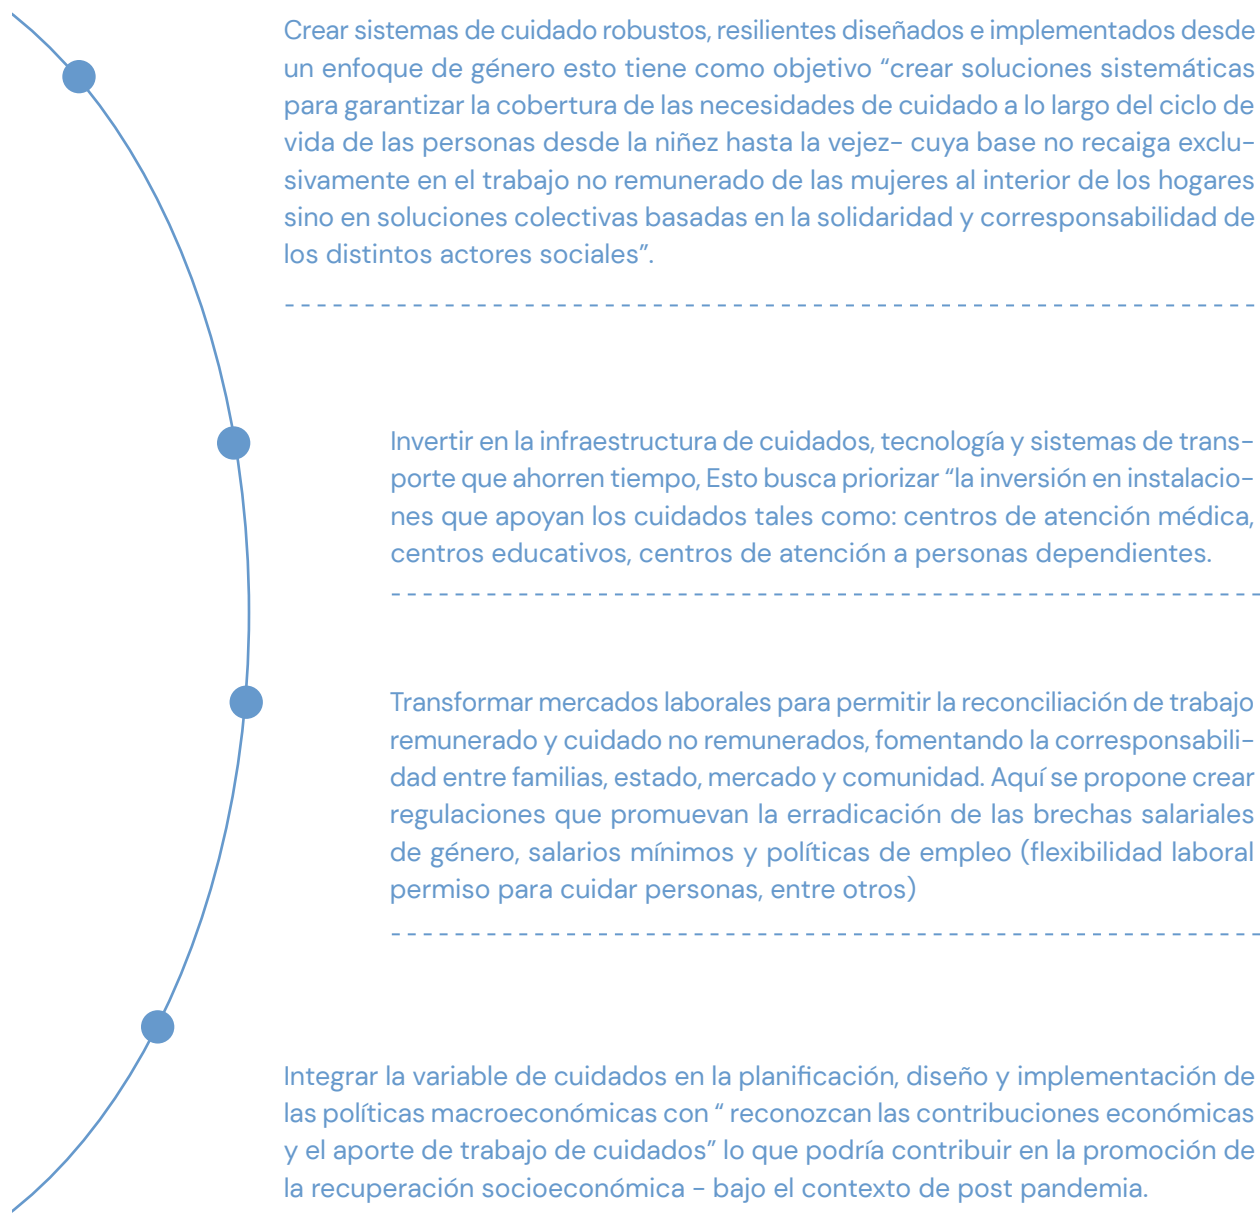 Crear sistemas de cuidado robustos, resilientes diseñados e implementados desde
un enfoque de género esto tiene como objetivo “crear soluciones sistemáticas
para garantizar la cobertura de las necesidades de cuidado a lo largo del ciclo de
vida de las personas desde la niñez hasta la vejez- cuya base no recaiga exclu-
sivamente en el trabajo no remunerado de las mujeres al interior de los hogares
sino en soluciones colectivas basadas en la solidaridad y corresponsabilidad de
los distintos actores sociales”.
Invertir en la infraestructura de cuidados, tecnología y sistemas de trans-
porte que ahorren tiempo, Esto busca priorizar “la inversión en instalacio-
nes que apoyan los cuidados tales como: centros de atención médica,
centros educativos, centros de atención a personas dependientes.
Transformar mercados laborales para permitir la reconciliación de trabajo
remunerado y cuidado no remunerados, fomentando la corresponsabili-
dad entre familias, estado, mercado y comunidad. Aquí se propone crear
regulaciones que promuevan la erradicación de las brechas salariales
de género, salarios mínimos y políticas de empleo (flexibilidad laboral
permiso para cuidar personas, entre otros)
Integrar la variable de cuidados en la planificación, diseño y implementación de
las políticas macroeconómicas con “ reconozcan las contribuciones económicas
y el aporte de trabajo de cuidados” lo que podría contribuir en la promoción de
la recuperación socioeconómica - bajo el contexto de post pandemia.